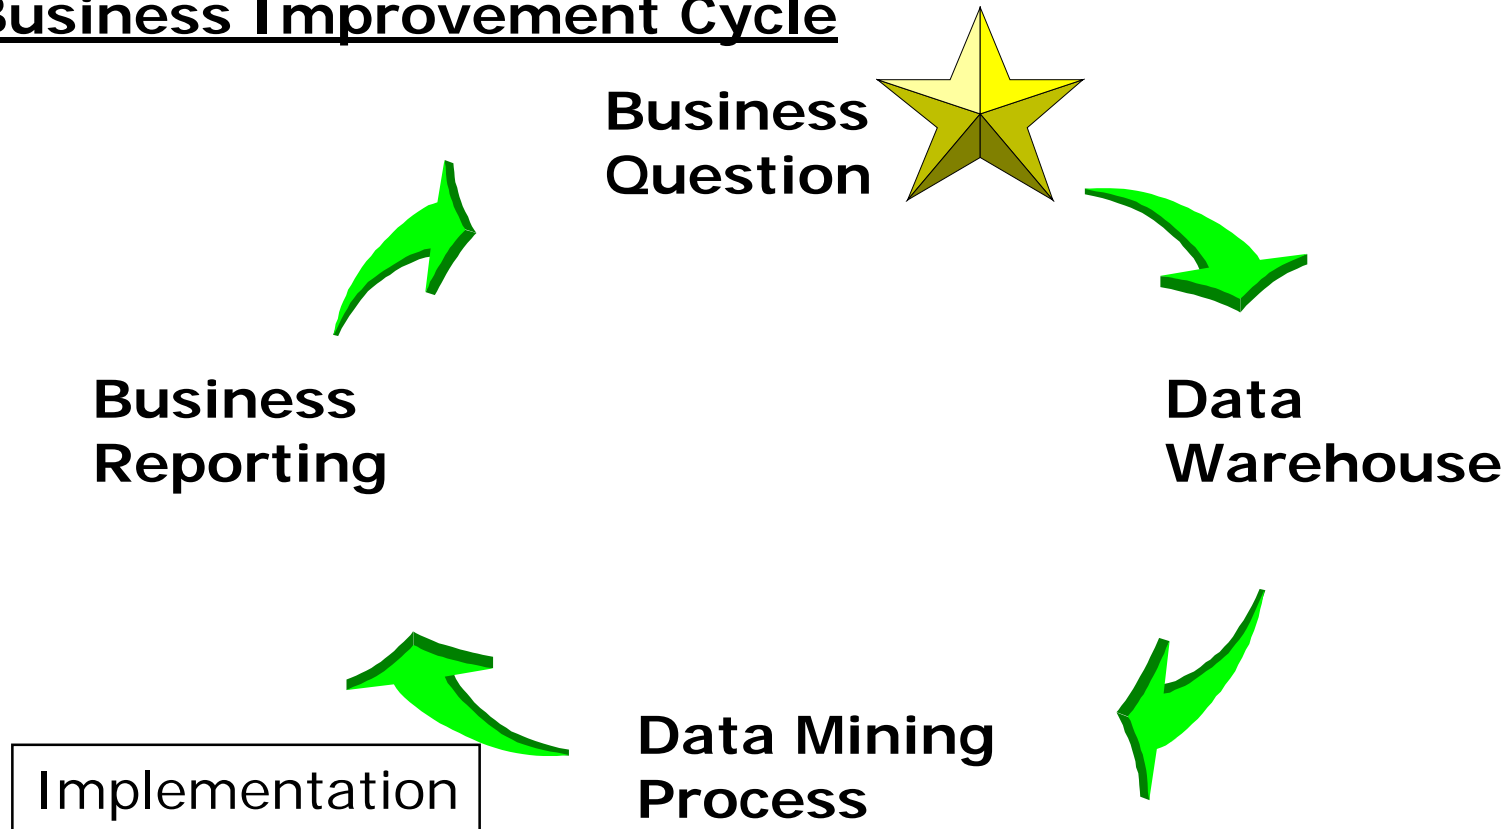 Business Improvement Cycle
Business
Question
Business
Reporting
Data
Warehouse
Data Mining
Process
Implementation